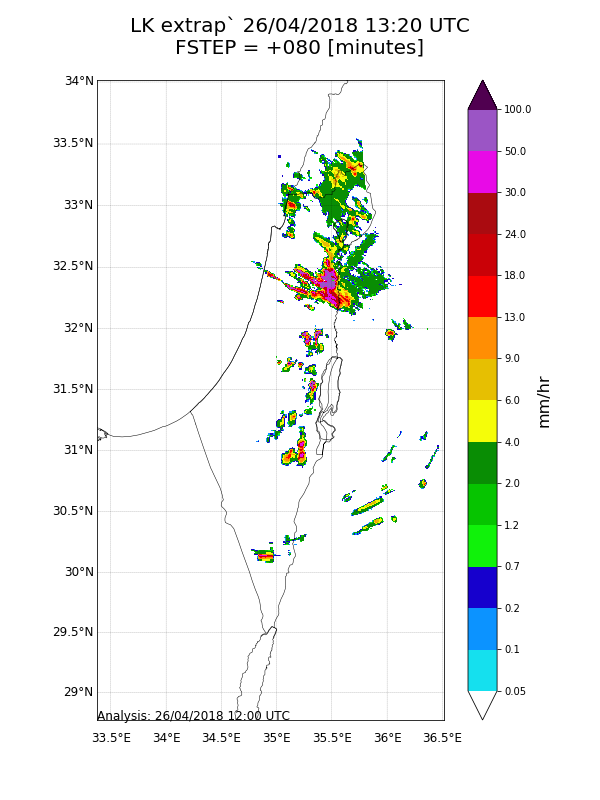 LK extrap` 26/04/2018 13:20 UTC
FSTEP = +080 [minutes]
34°N
33.5°N
33°N
32.5°N
32°N
31.5°N
31°N
30.5°N
30°N
29.5°N
29°N
Analysis: 26/04/2018 12:00 UTC
33.5°E 34°E 34.5°E 35°E 35.5°E 36°E 36.5°E
100.0
50.0
30.0
24.0
18.0
13.0
9.0
6.0
4.0
2.0
1.2
0.7
0.2
0.1
0.05
mm/hr